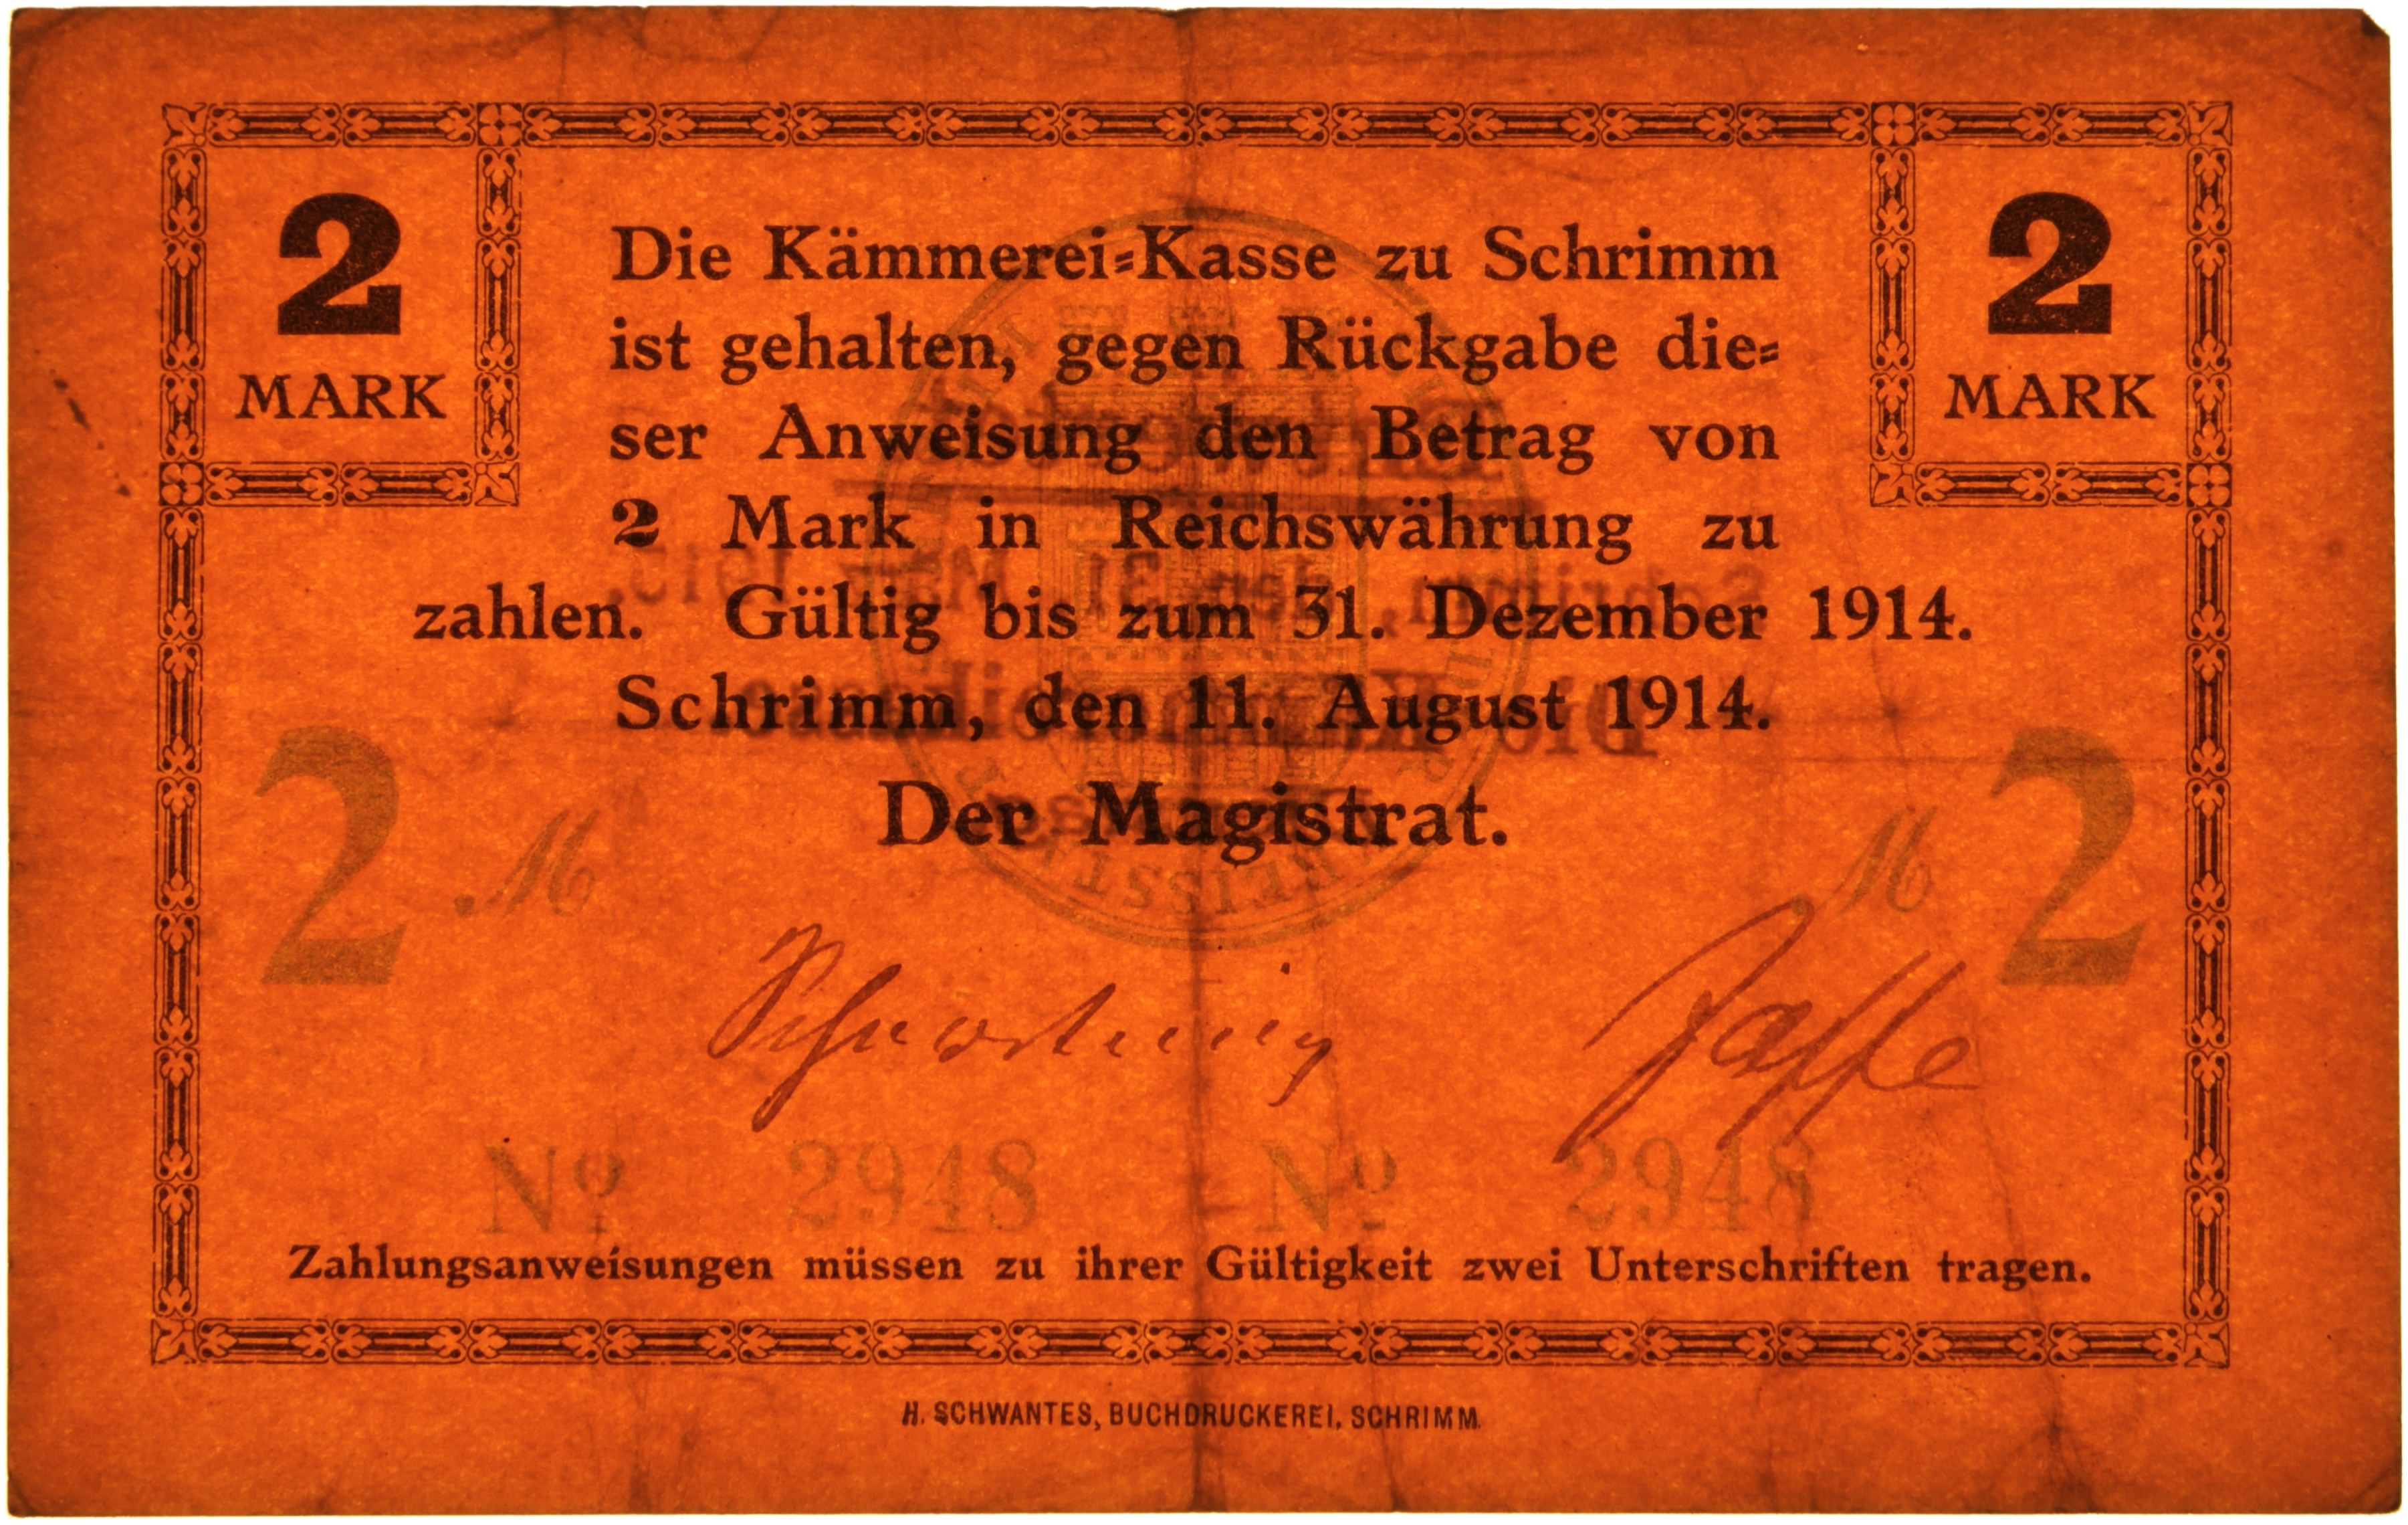 2 MARK
2 MARK
Die Kämmerei=Kasse zu Schrimm
ist gehalten, gegen Rückgabe die=
ser Anweisung den Betrag von
2 Mark in Reichswährung zu
zahlen. Gültig bis zum 31. Dezember 1914.
Schrimm, den 11. August 1914.
Der Magistrat.
2 M
M 2
Jaffe
No 2948 No 2948
Zahlungsanweisungen müssen zu ihrer Gültigkeit zwei Unterschriften tragen.
H. SCHWANTES, BUCHDRUCKEREI, SCHRIMM.